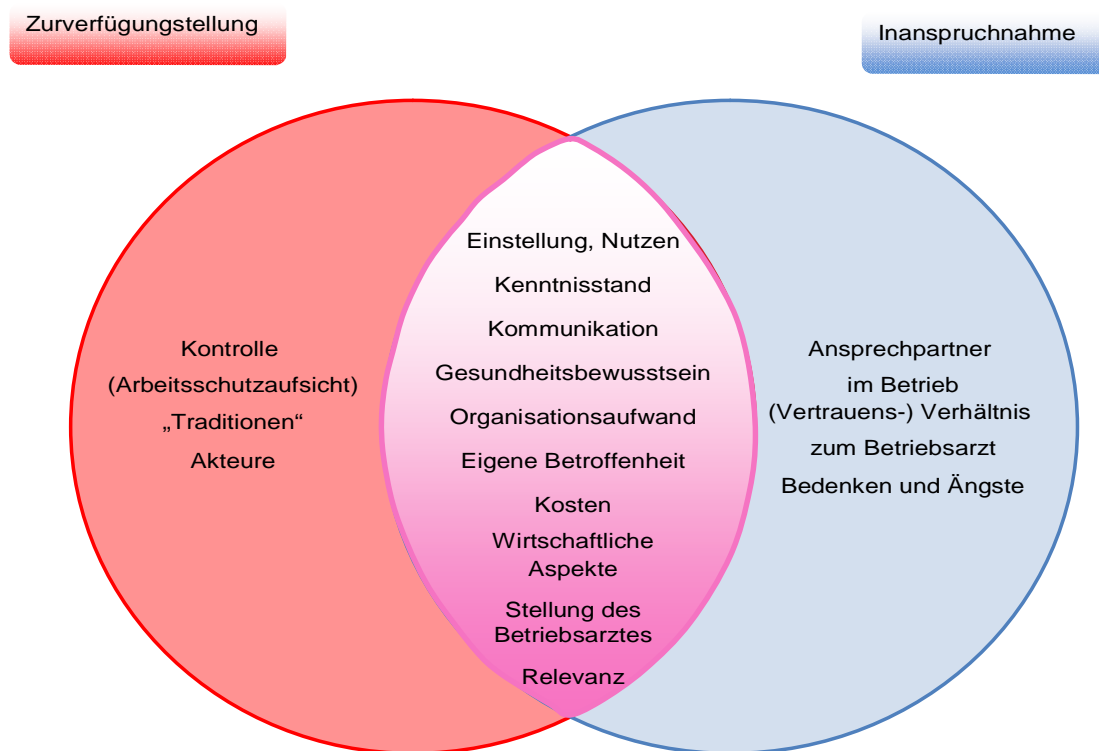 Zurverfügungstellung
Inanspruchnahme
Kontrolle
(Arbeitsschutzaufsicht)
„Traditionen“
Akteure
Einstellung, Nutzen
Kenntnisstand
Kommunikation
Gesundheitsbewusstsein
Organisationsaufwand
Eigene Betroffenheit
Kosten
Wirtschaftliche
Aspekte
Stellung des
Betriebsarztes
Relevanz
Ansprechpartner
im Betrieb
(Vertrauens-) Verhältnis
zum Betriebsarzt
Bedenken und Ängste